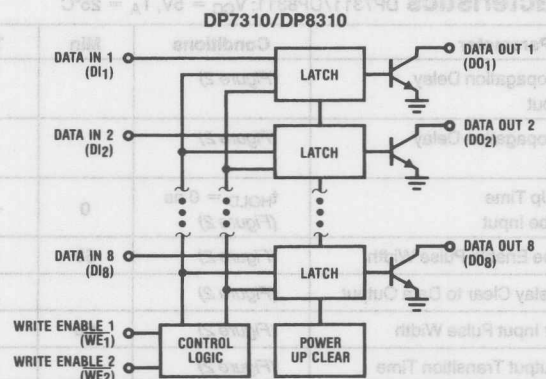 DP7310/DP8310
DATA IN 1
(DI1)
LATCH
DATA OUT 1
(DO1)
DATA IN 2
(DI2)
LATCH
DATA OUT 2
(DO2)
DATA IN 8
(DI8)
LATCH
DATA OUT 8
(DO8)
WRITE ENABLE 1
(WE1)
WRITE ENABLE 2
(WE2)
CONTROL
LOGIC
POWER
UP CLEAR